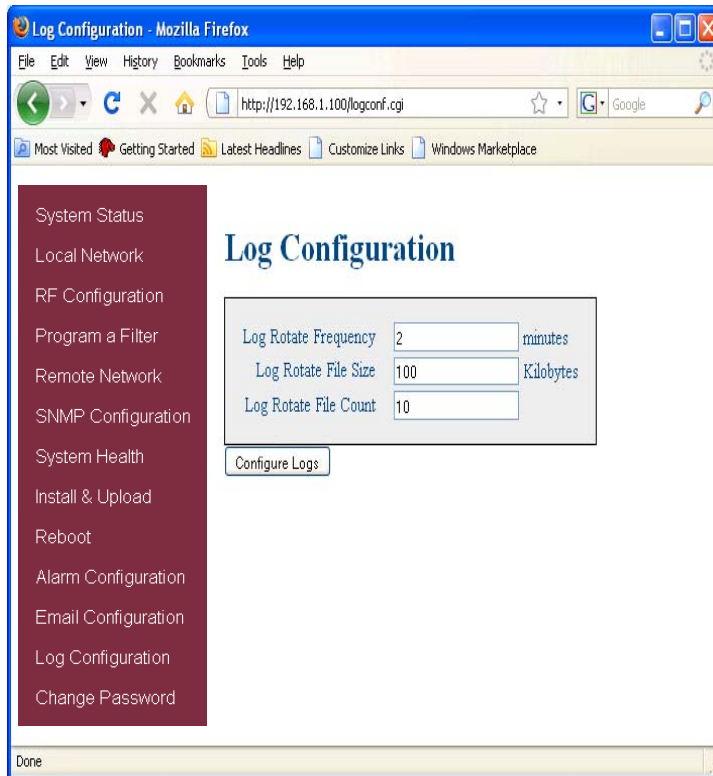 Log Configuration - Mozilla Firefox
File Edit View History Bookmarks Tools Help
http://192.168.1.100/logconf.cgi
G Google
Most Visited Getting Started Latest Headlines Customize Links Windows Marketplace
System Status
Local Network
RF Configuration
Program a Filter
Remote Network
SNMP Configuration
System Health
Install & Upload
Reboot
Alarm Configuration
Email Configuration
Log Configuration
Change Password
Log Configuration
Log Rotate Frequency 2 minutes
Log Rotate File Size 100 Kilobytes
Log Rotate File Count 10
Configure Logs
Done